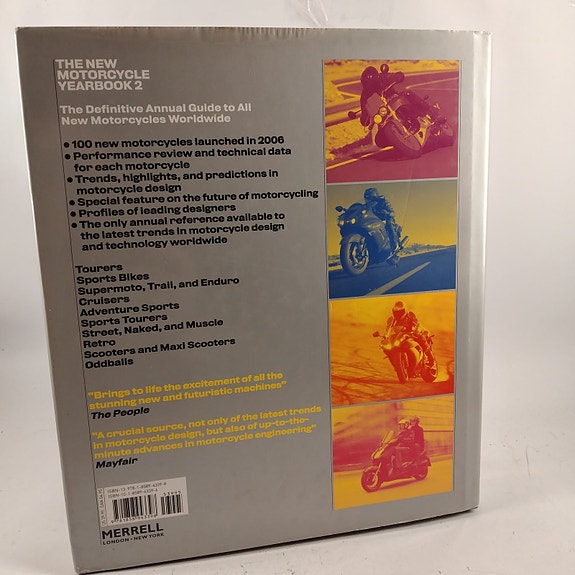 THE NEW
MOTORCYCLE
YEARBOOK 2
The Definitive Annual Guide to All
New Motorcycles Worldwide
• 100 new motorcycles launched in 2006
• Performance review and technical data
for each motorcycle
• Trends, highlights, and predictions in
motorcycle design
• Special feature on the future of motorcycling
• Profiles of leading designers
• The only annual reference available to
the latest trends in motorcycle design
and technology worldwide
Tourers
Sports Bikes
Supermoto, Trail, and Enduro
Cruisers
Adventure Sports
Sports Tourers
Street, Naked, and Muscle
Retro
Scooters and Maxi Scooters
Oddballs
"Brings to life the excitement of all the
stunning new and futuristic machines"
The People
"A crucial source, not only of the latest trends
in motorcycle design, but also of up-to-the-
minute advances in motorcycle engineering"
Mayfair
MERRELL
LONDON • NEW YORK